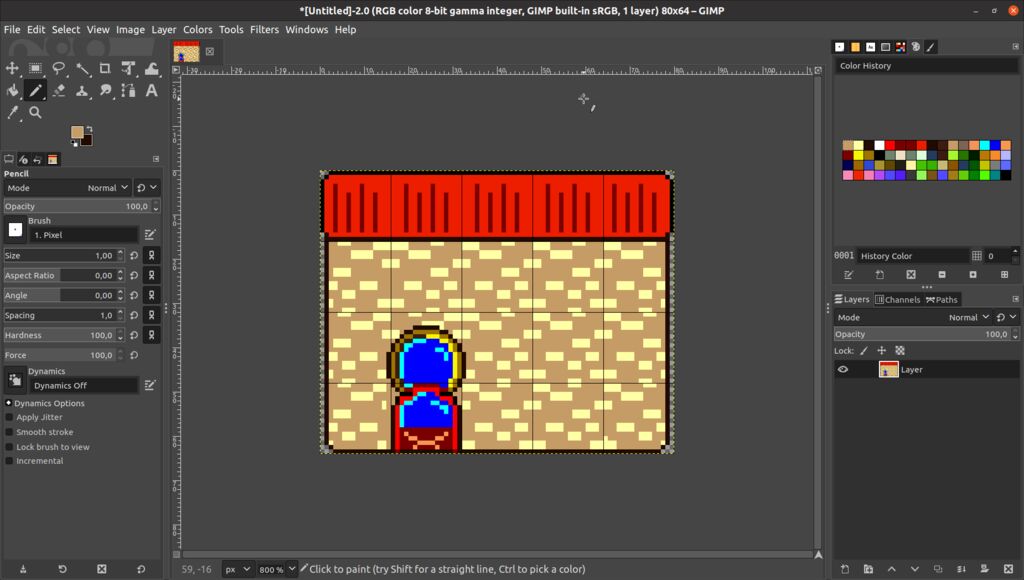 *[Untitled]-2.0 (RGB color 8-bit gamma integer, GIMP built-in sRGB, 1 layer) 80x64 – GIMP
File Edit Select View Image Layer Colors Tools Filters Windows Help
Pencil
Mode Normal
Opacity 100,0
Brush
1. Pixel
Size 1,00
Aspect Ratio 0,00
Angle 0,00
Spacing 1,0
Hardness 100,0
Force 100,0
Dynamics
Dynamics Off
Dynamics Options
Apply Jitter
Smooth stroke
Lock brush to view
Incremental
59, -16 px 800 % Click to paint (try Shift for a straight line, Ctrl to pick a color)
Color History
0001 History Color 0
Layers Channels Paths
Mode Normal
Opacity 100,0
Lock:
Layer